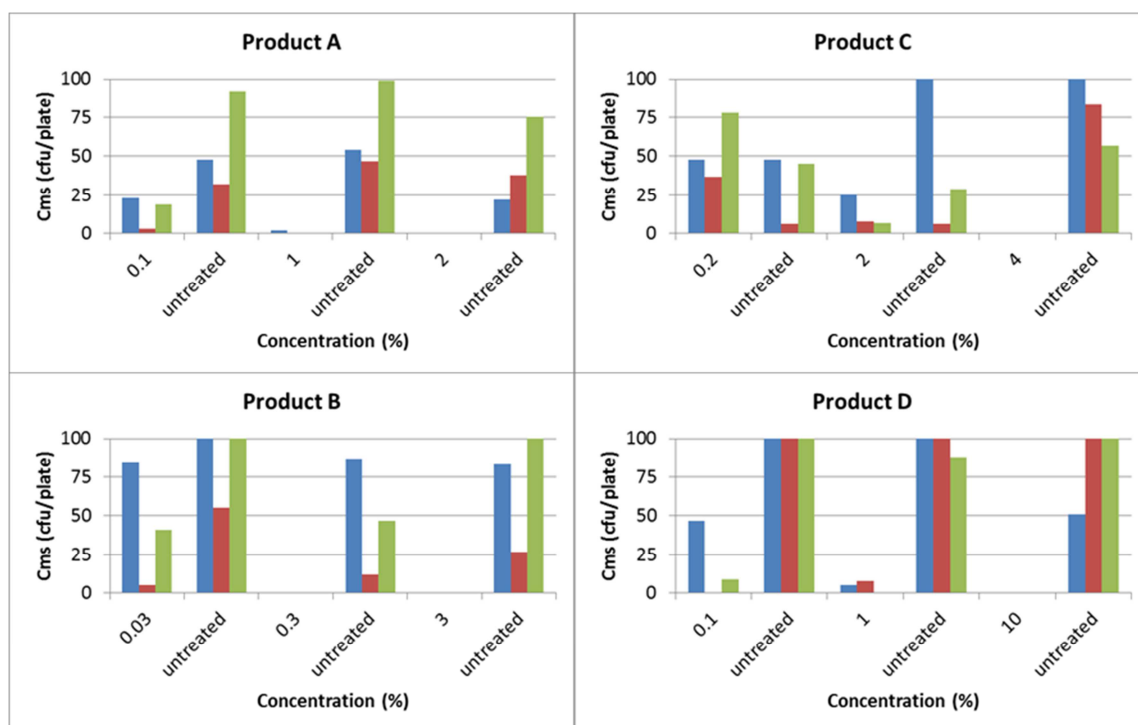 Product A
Cms (cfu/plate)
100
75
50
25
0
0.1
untreated
1
untreated
2
untreated
Concentration (%)
Product C
Cms (cfu/plate)
100
75
50
25
0
0.2
untreated
2
untreated
4
untreated
Concentration (%)
Product B
Cms (cfu/plate)
100
75
50
25
0
0.03
untreated
0.3
untreated
3
untreated
Concentration (%)
Product D
Cms (cfu/plate)
100
75
50
25
0
0.1
untreated
1
untreated
10
untreated
Concentration (%)